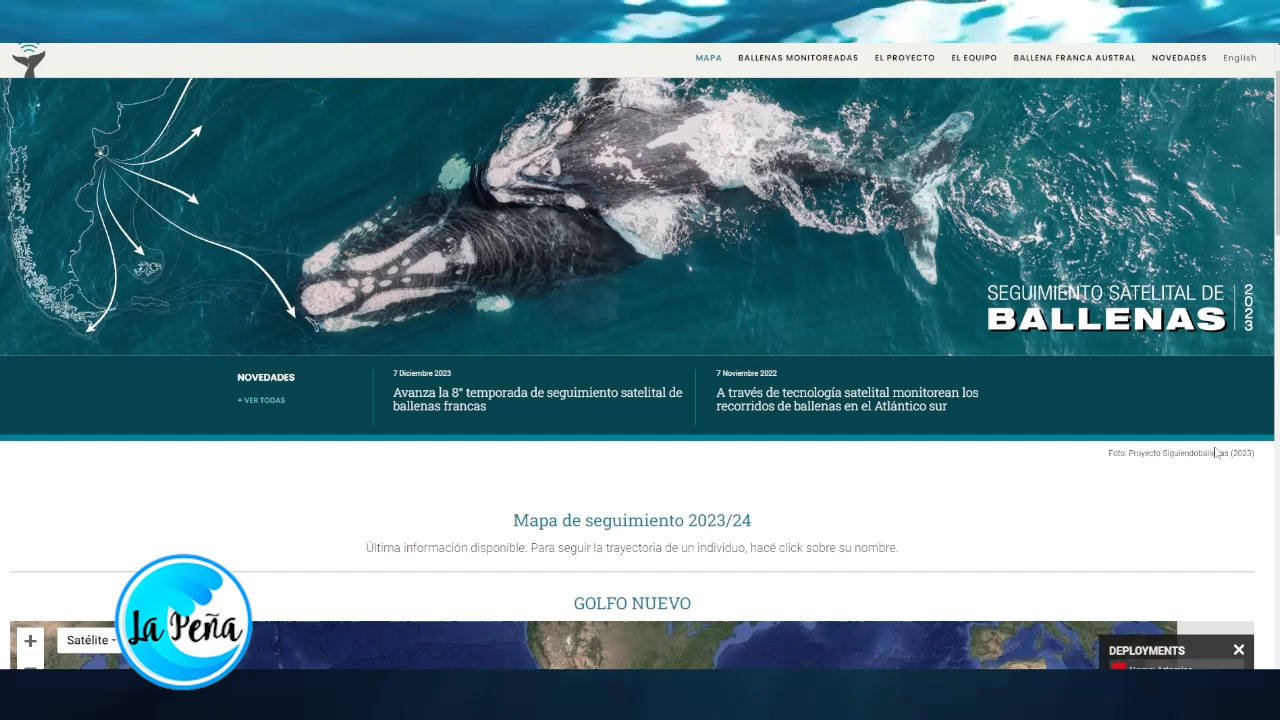 MAPA BALLENAS MONITOREADAS EL PROYECTO EL EQUIPO BALLENA FRANCA AUSTRAL NOVEDADES English
SEGUIMIENTO SATELITAL DE
BALLENAS
2023
NOVEDADES
+ VER TODAS
7 Diciembre 2023
Avanza la 8° temporada de seguimiento satelital de
ballenas francas
7 Noviembre 2022
A través de tecnología satelital monitorean los
recorridos de ballenas en el Atlántico sur
Foto: Proyecto Siguiendoballenas (2023)
Mapa de seguimiento 2023/24
Última información disponible. Para seguir la trayectoria de un individuo, hacé click sobre su nombre.
GOLFO NUEVO
Satélite
DEPLOYMENTS
La Peña